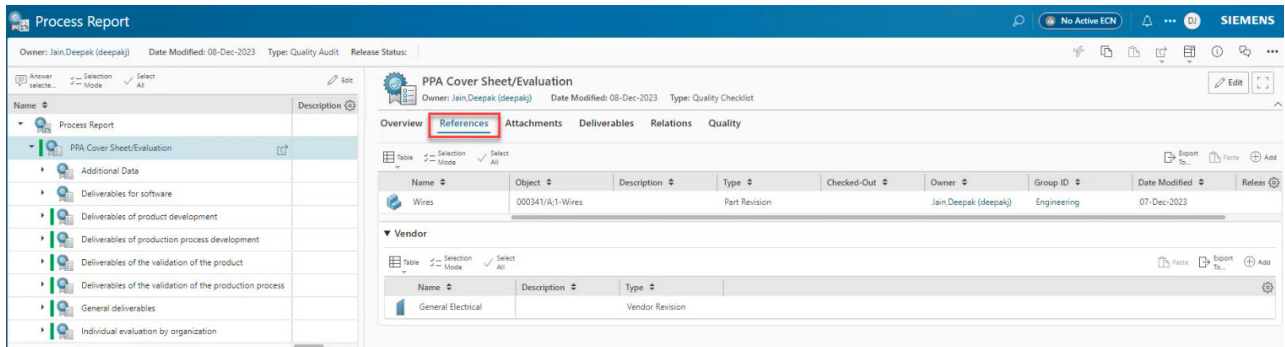 Process Report
No Active ECN
DJ
SIEMENS
Owner: Jain,Deepak (deepakj) Date Modified: 08-Dec-2023 Type: Quality Audit Release Status:
Answer selecte... Selection Mode Select All Edit
Name Description
Process Report
PPA Cover Sheet/Evaluation
Additional Data
Deliverables for software
Deliverables of product development
Deliverables of production process development
Deliverables of the validation of the product
Deliverables of the validation of the production process
General deliverables
Individual evaluation by organization
PPA Cover Sheet/Evaluation
Edit
Owner: Jain,Deepak (deepakj) Date Modified: 08-Dec-2023 Type: Quality Checklist
Overview References Attachments Deliverables Relations Quality
Table Selection Mode Select All Export To... Paste Add
Name Object Description Type Checked-Out Owner Group ID Date Modified Releas
Wires 000341/A;1-Wires Part Revision Jain,Deepak (deepakj) Engineering 07-Dec-2023
Vendor
Table Selection Mode Select All Paste Export To... Add
Name Description Type
General Electrical Vendor Revision